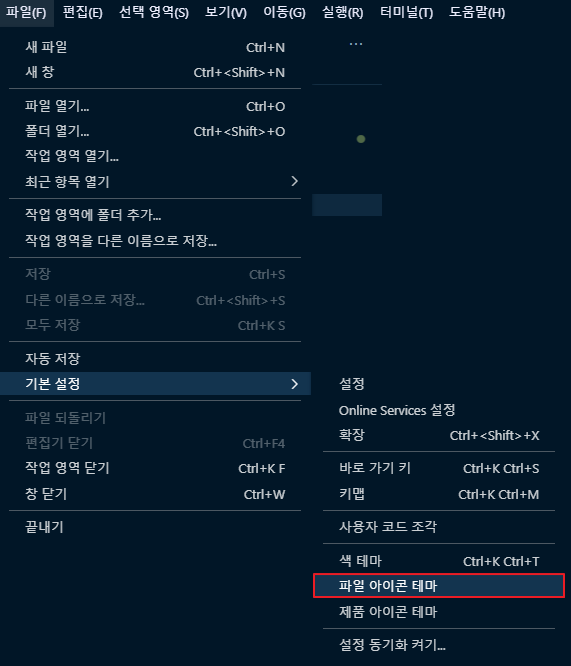 파일(F) 편집(E) 선택 영역(S) 보기(V) 이동(G) 실행(R) 터미널(T) 도움말(H)
새 파일 Ctrl+N
새 창 Ctrl+<Shift>+N
파일 열기... Ctrl+O
폴더 열기... Ctrl+<Shift>+O
작업 영역 열기...
최근 항목 열기
작업 영역에 폴더 추가...
작업 영역을 다른 이름으로 저장...
저장 Ctrl+S
다른 이름으로 저장... Ctrl+<Shift>+S
모두 저장 Ctrl+K S
자동 저장
기본 설정
파일 되돌리기
편집기 닫기 Ctrl+F4
작업 영역 닫기 Ctrl+K F
창 닫기 Ctrl+W
끝내기
설정
Online Services 설정
확장 Ctrl+<Shift>+X
바로 가기 키 Ctrl+K Ctrl+S
키맵 Ctrl+K Ctrl+M
사용자 코드 조각
색 테마 Ctrl+K Ctrl+T
파일 아이콘 테마
제품 아이콘 테마
설정 동기화 켜기...